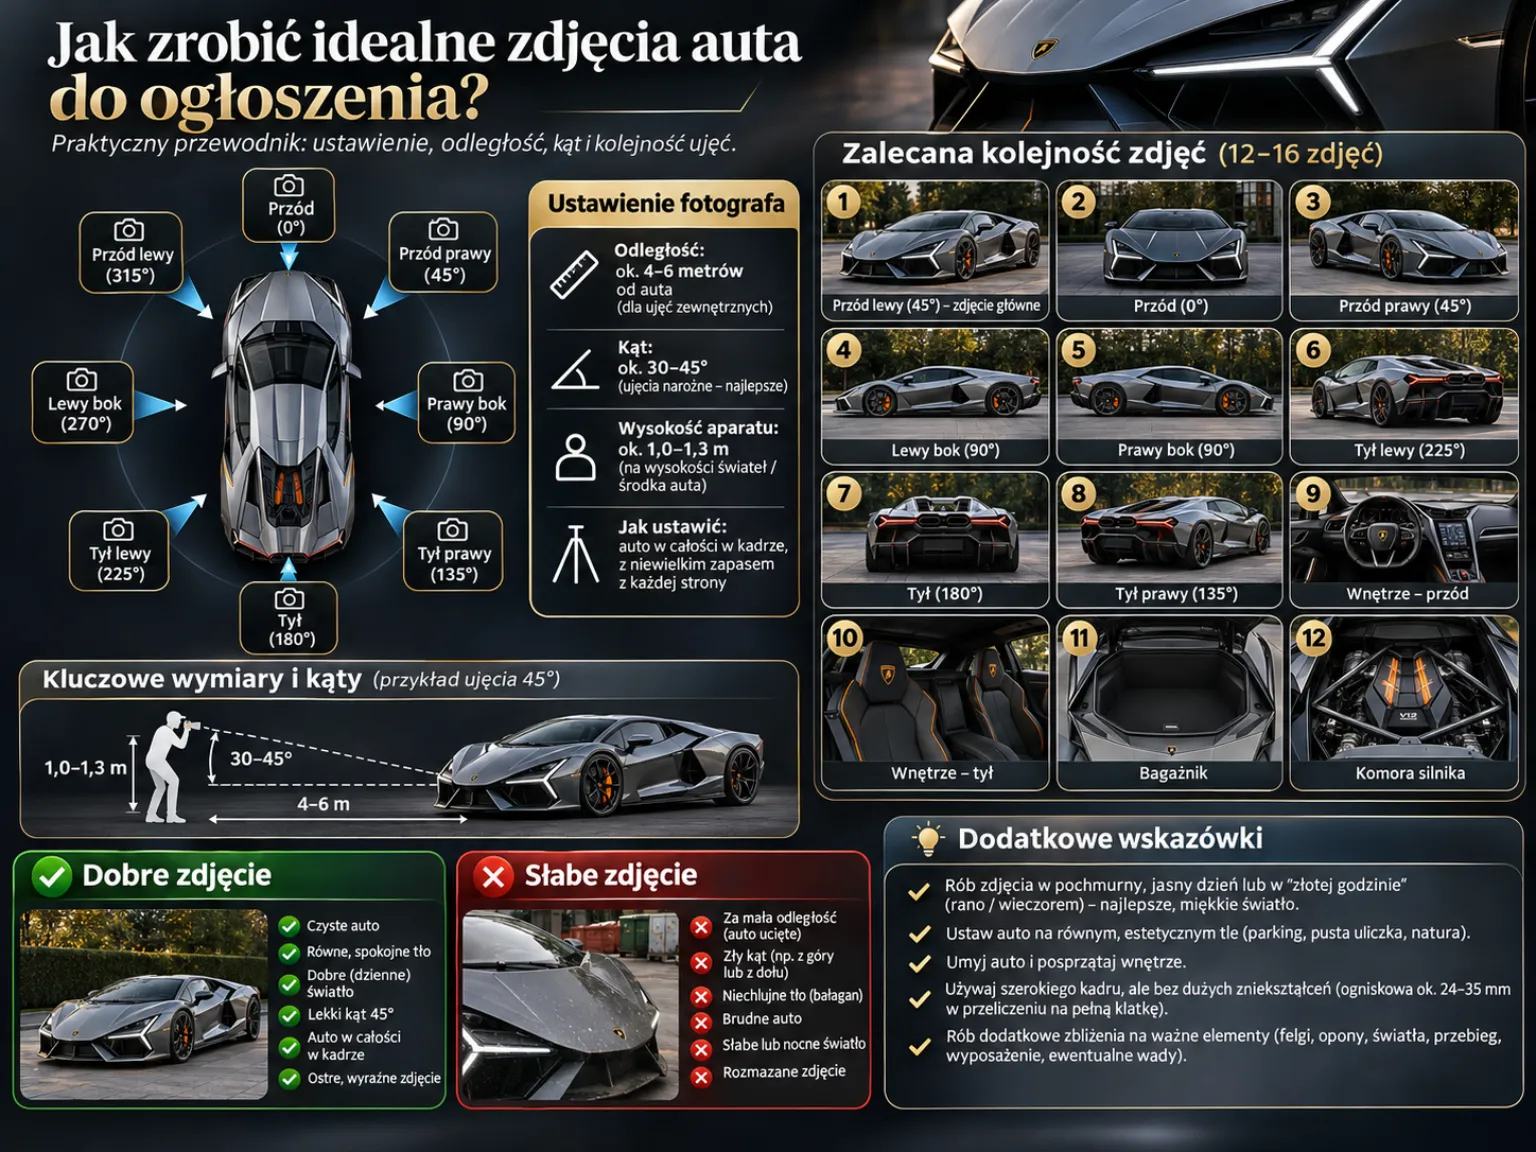 Jak zrobić idealne zdjęcia auta
do ogłoszenia?
Praktyczny przewodnik: ustawienie, odległość, kąt i kolejność ujęć.
Przód
(0°)
Przód lewy
(315°)
Przód prawy
(45°)
Lewy bok
(270°)
Prawy bok
(90°)
Tył lewy
(225°)
Tył prawy
(135°)
Tył
(180°)
Ustawienie fotografa
Odległość:
ok. 4–6 metrów
od auta
(dla ujęć zewnętrznych)
Kąt:
ok. 30–45°
(ujęcia narożne – najlepsze)
Wysokość aparatu:
ok. 1,0–1,3 m
(na wysokości świateł /
środka auta)
Jak ustawić:
auto w całości w kadrze,
z niewielkim zapasem
z każdej strony
Zalecana kolejność zdjęć (12–16 zdjęć)
1
Przód lewy (45°) – zdjęcie główne
2
Przód (0°)
3
Przód prawy (45°)
4
Lewy bok (90°)
5
Prawy bok (90°)
6
Tył lewy (225°)
7
Tył (180°)
8
Tył prawy (135°)
9
Wnętrze – przód
10
Wnętrze – tył
11
Bagażnik
12
V12
Komora silnika
Kluczowe wymiary i kąty (przykład ujęcia 45°)
1,0–1,3 m
30–45°
4–6 m
Dobre zdjęcie
Czyste auto
Równe, spokojne tło
Dobre (dzienne)
światło
Lekki kąt 45°
Auto w całości
w kadrze
Ostre, wyraźne zdjęcie
Słabe zdjęcie
Za mała odległość
(auto ucięte)
Zły kąt (np. z góry
lub z dołu)
Niechlujne tło (bałagan)
Brudne auto
Słabe lub nocne światło
Rozmazane zdjęcie
Dodatkowe wskazówki
Rób zdjęcia w pochmurny, jasny dzień lub w “złotej godzinie”
(rano / wieczorem) – najlepsze, miękkie światło.
Ustaw auto na równym, estetycznym tle (parking, pusta uliczka, natura).
Umyj auto i posprzątaj wnętrze.
Używaj szerokiego kadru, ale bez dużych zniekształceń (ogniskowa ok. 24–35 mm
w przeliczeniu na pełną klatkę).
Rób dodatkowe zbliżenia na ważne elementy (felgi, opony, światła, przebieg,
wyposażenie, ewentualne wady).